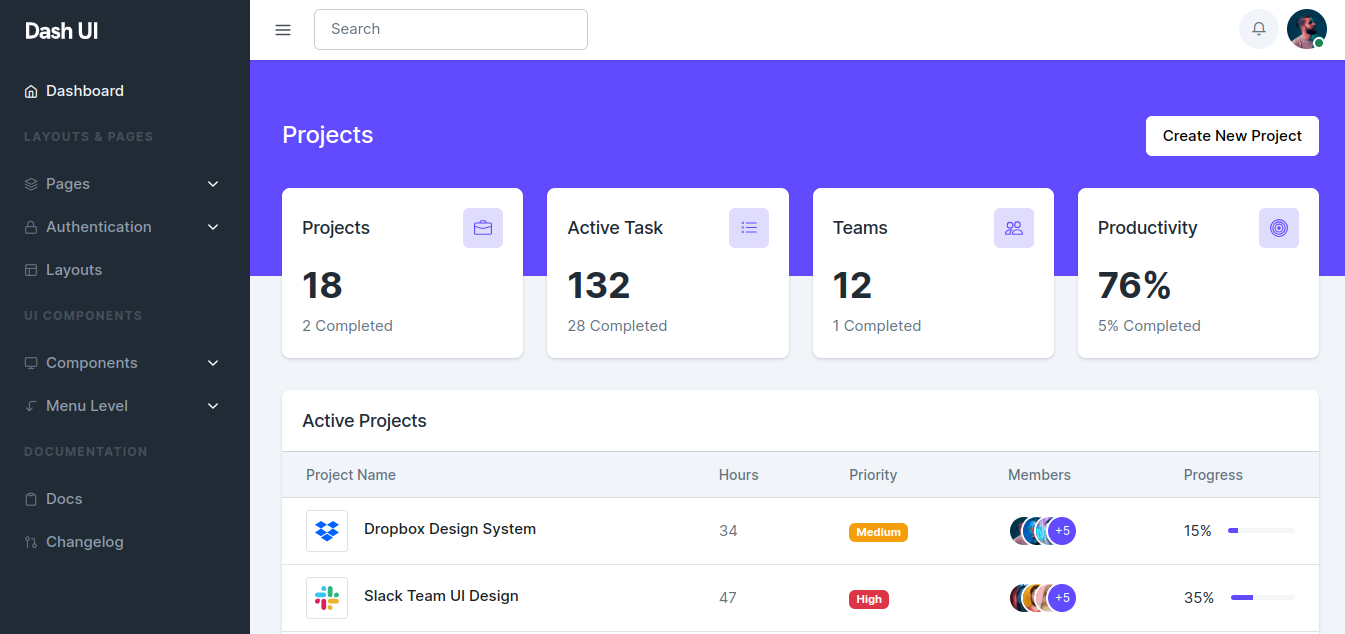 Dash UI
Search
Dashboard
LAYOUTS & PAGES
Pages
Authentication
Layouts
UI COMPONENTS
Components
Menu Level
DOCUMENTATION
Docs
Changelog
Projects
Create New Project
Projects
18
2 Completed
Active Task
132
28 Completed
Teams
12
1 Completed
Productivity
76%
5% Completed
Active Projects
Project Name Hours Priority Members Progress
Dropbox Design System 34 Medium +5 15%
Slack Team UI Design 47 High +5 35%